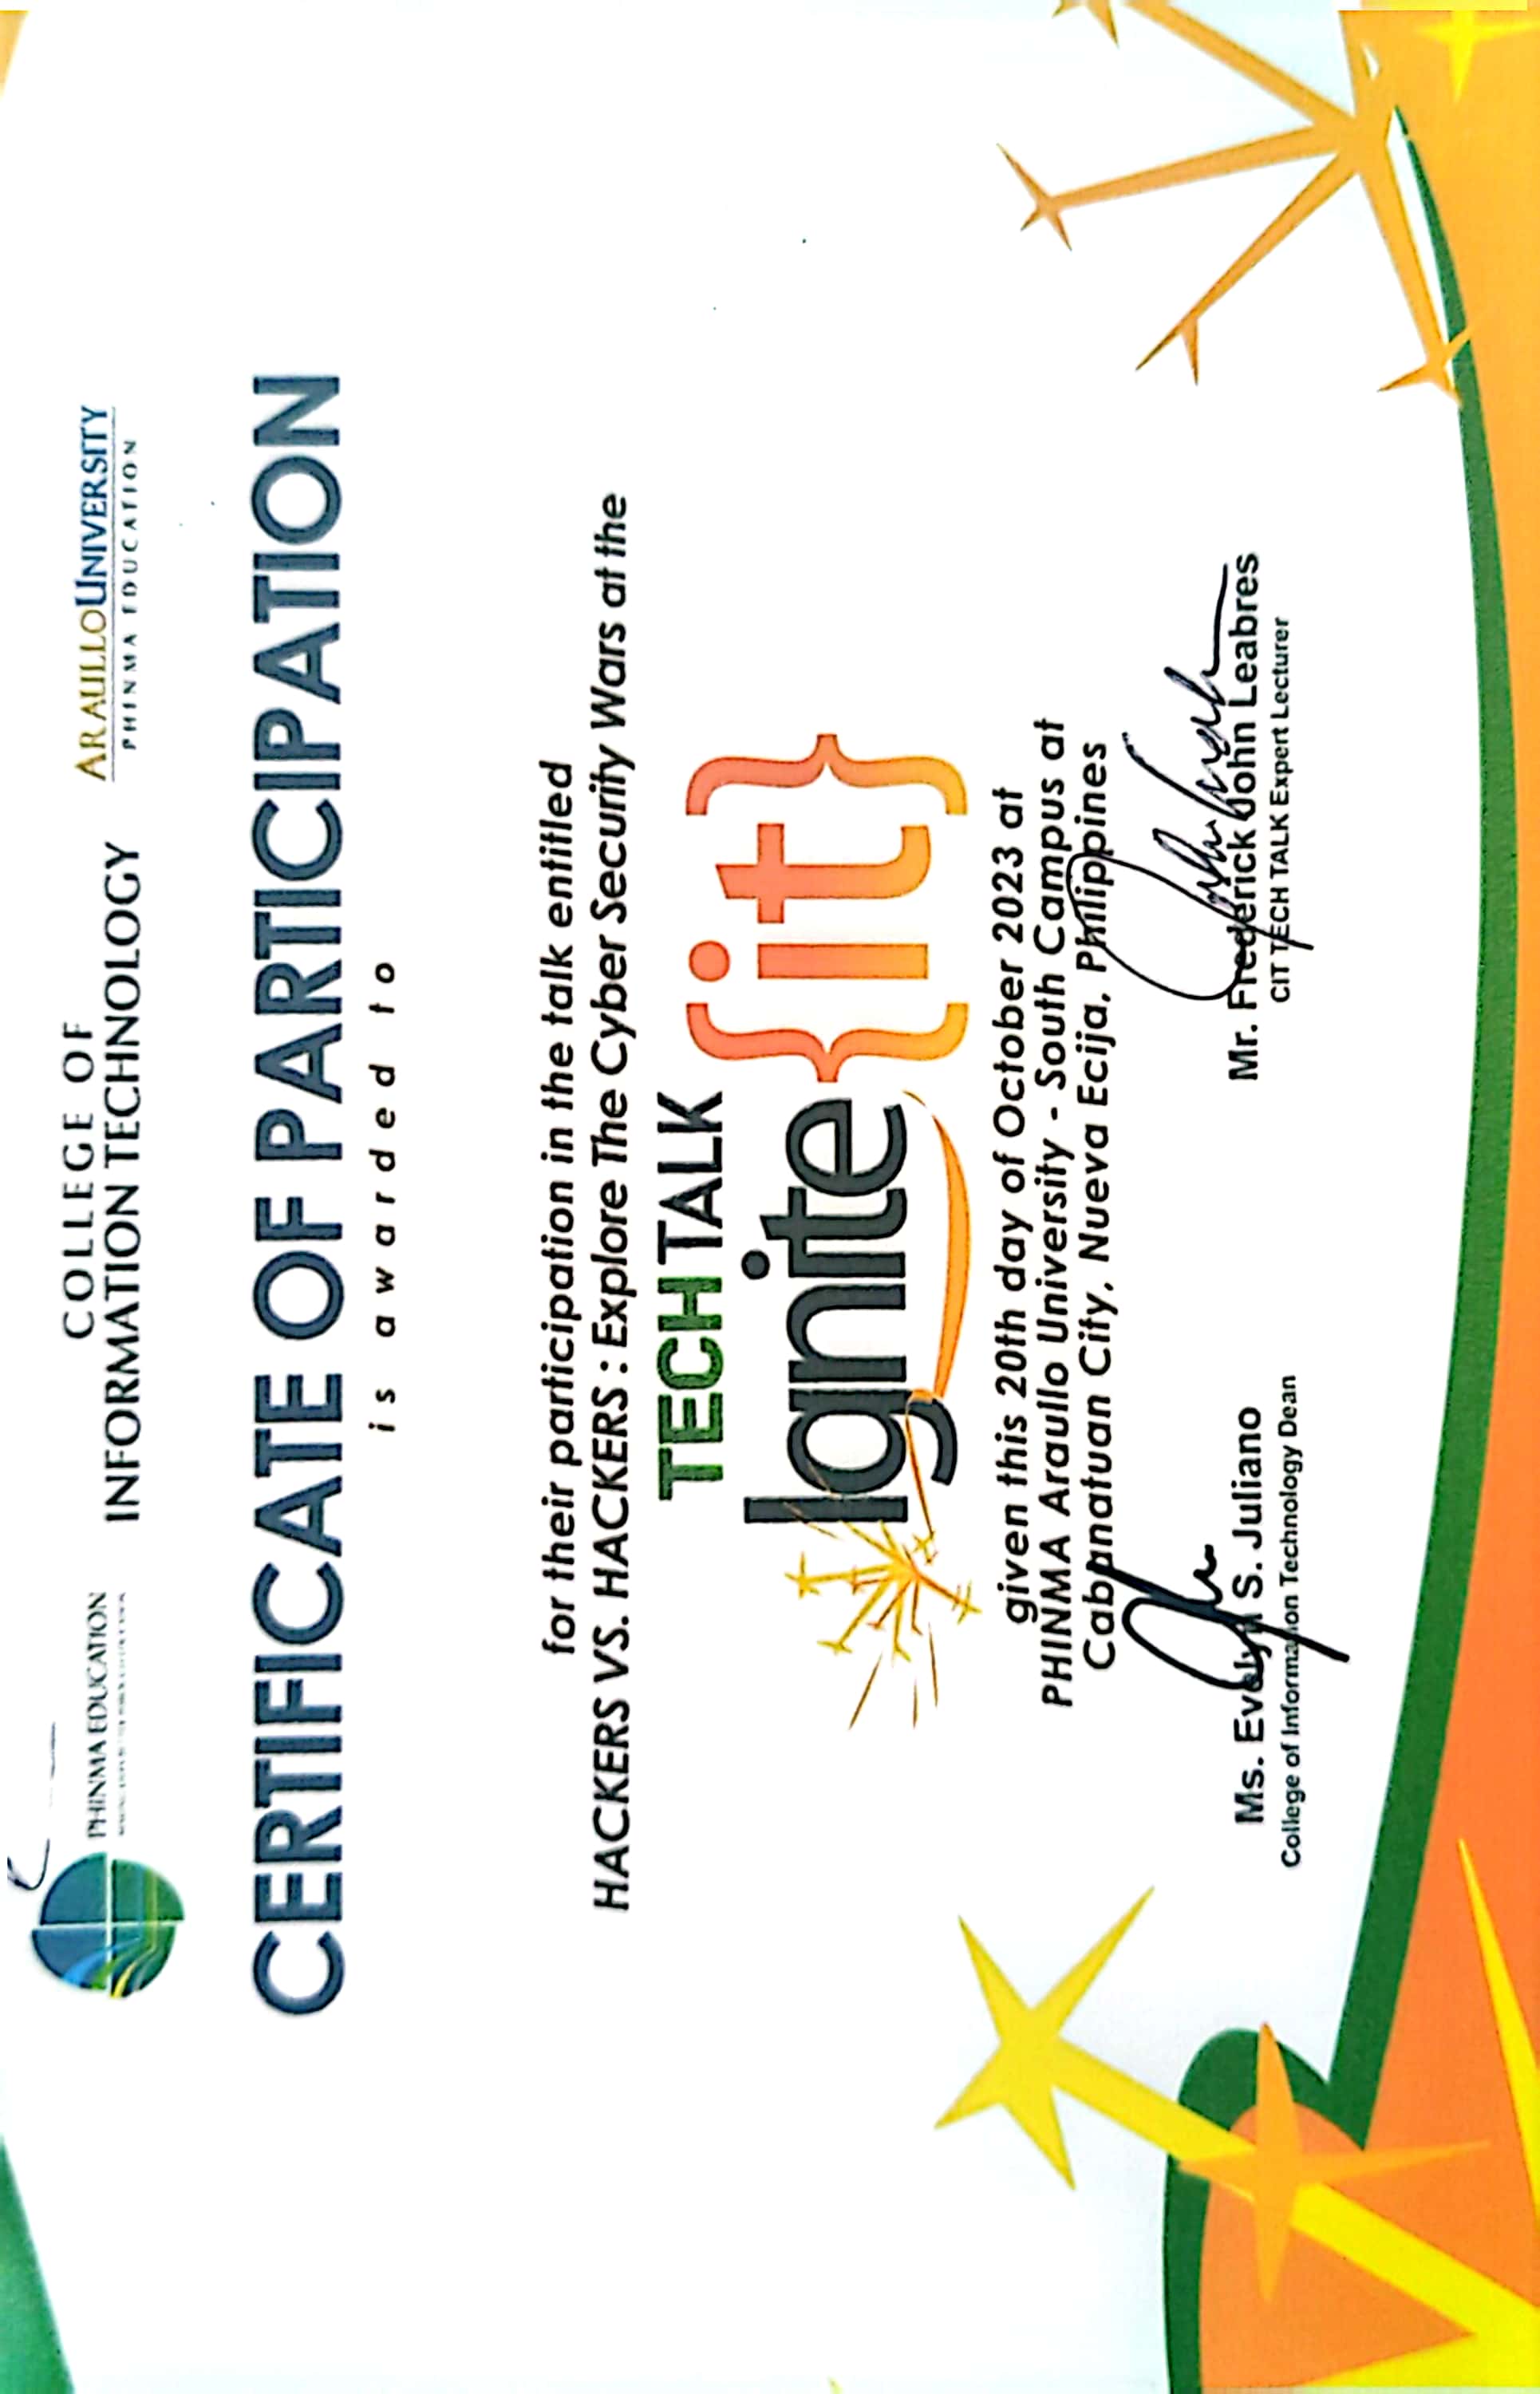 PHINMA EDUCATION
COLLEGE OF
INFORMATION TECHNOLOGY
ARAULLO UNIVERSITY
PHINMA EDUCATION
CERTIFICATE OF PARTICIPATION
is awarded to
for their participation in the talk entitled
HACKERS VS. HACKERS : Explore The Cyber Security Wars at the
TECH TALK
Ignite {it}
given this 20th day of October 2023 at
PHINMA Araullo University - South Campus at
Cabanatuan City, Nueva Ecija, Philippines
Ms. Evelyn S. Juliano
College of Information Technology Dean
Mr. Frederick John Leabres
CIT TECH TALK Expert Lecturer